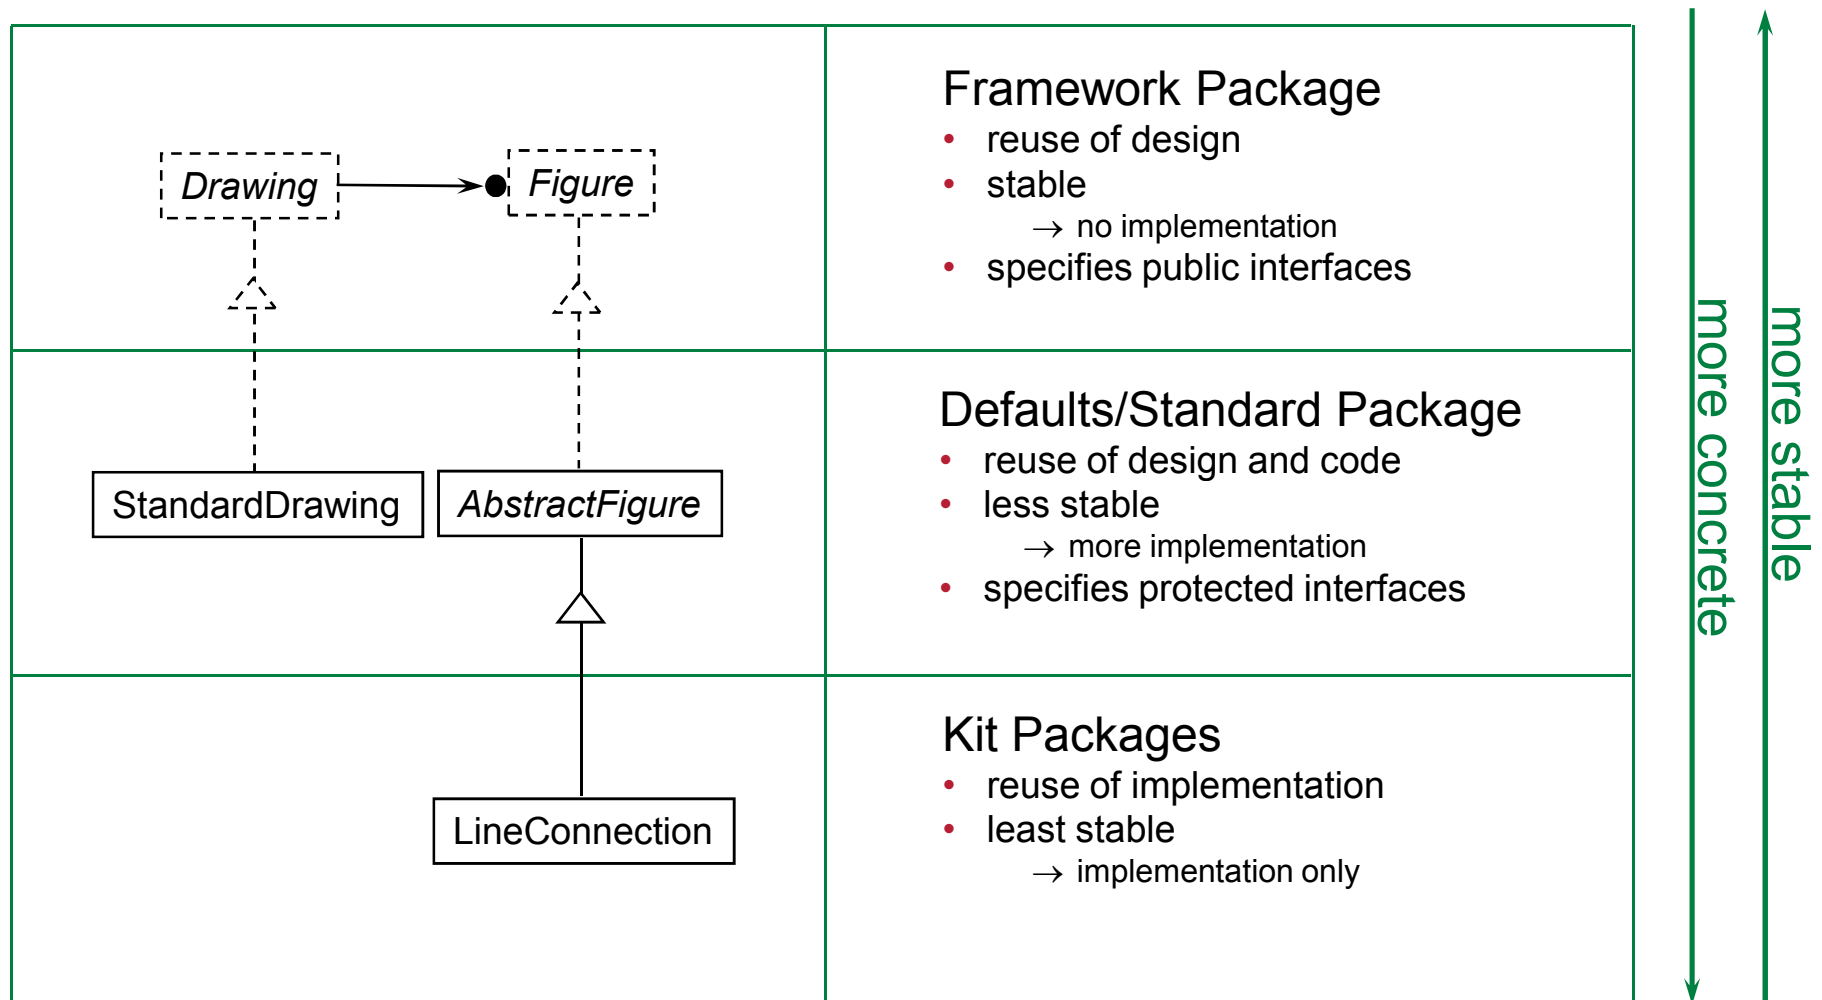 Drawing
Figure
Framework Package
• reuse of design
• stable
→ no implementation
• specifies public interfaces
StandardDrawing
AbstractFigure
Defaults/Standard Package
• reuse of design and code
• less stable
→ more implementation
• specifies protected interfaces
LineConnection
Kit Packages
• reuse of implementation
• least stable
→ implementation only
more concrete
more stable